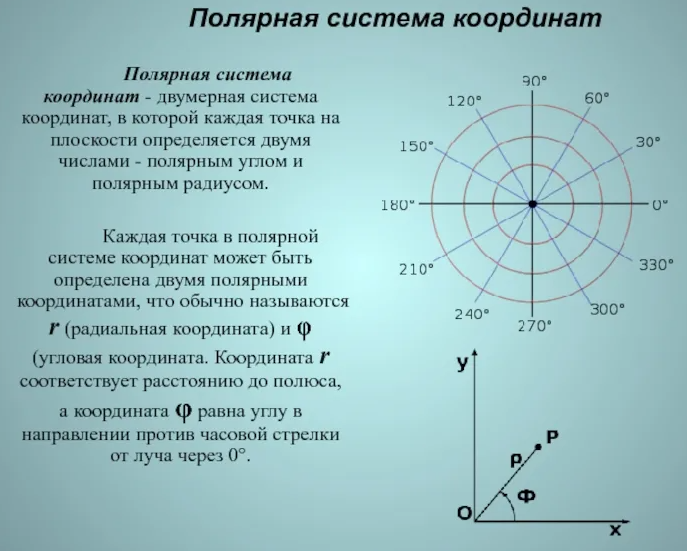 Полярная система координат
Полярная система
координат - двумерная система
координат, в которой каждая точка на
плоскости определяется двумя
числами - полярным углом и
полярным радиусом.
Каждая точка в полярной
системе координат может быть
определена двумя полярными
координатами, что обычно называются
r (радиальная координата) и φ
(угловая координата. Координата r
соответствует расстоянию до полюса,
а координата φ равна углу в
направлении против часовой стрелки
от луча через 0°.
90°
120°
60°
150°
30°
180°
0°
210°
330°
240°
300°
270°
y
P
ρ
Φ
O
x